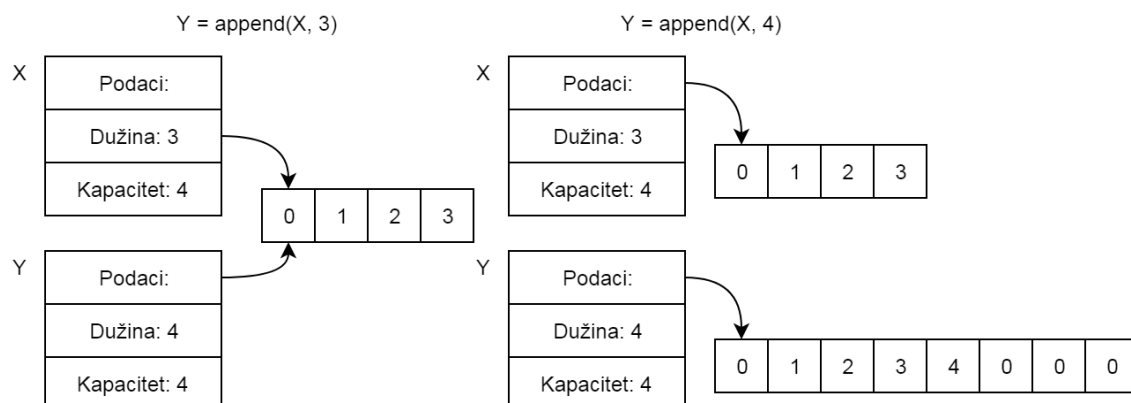 Y = append(X, 3)
X
Podaci:
Dužina: 3
Kapacitet: 4
0 1 2 3
Y
Podaci:
Dužina: 4
Kapacitet: 4
Y = append(X, 4)
X
Podaci:
Dužina: 3
Kapacitet: 4
0 1 2 3
Y
Podaci:
Dužina: 4
Kapacitet: 4
0 1 2 3 4 0 0 0